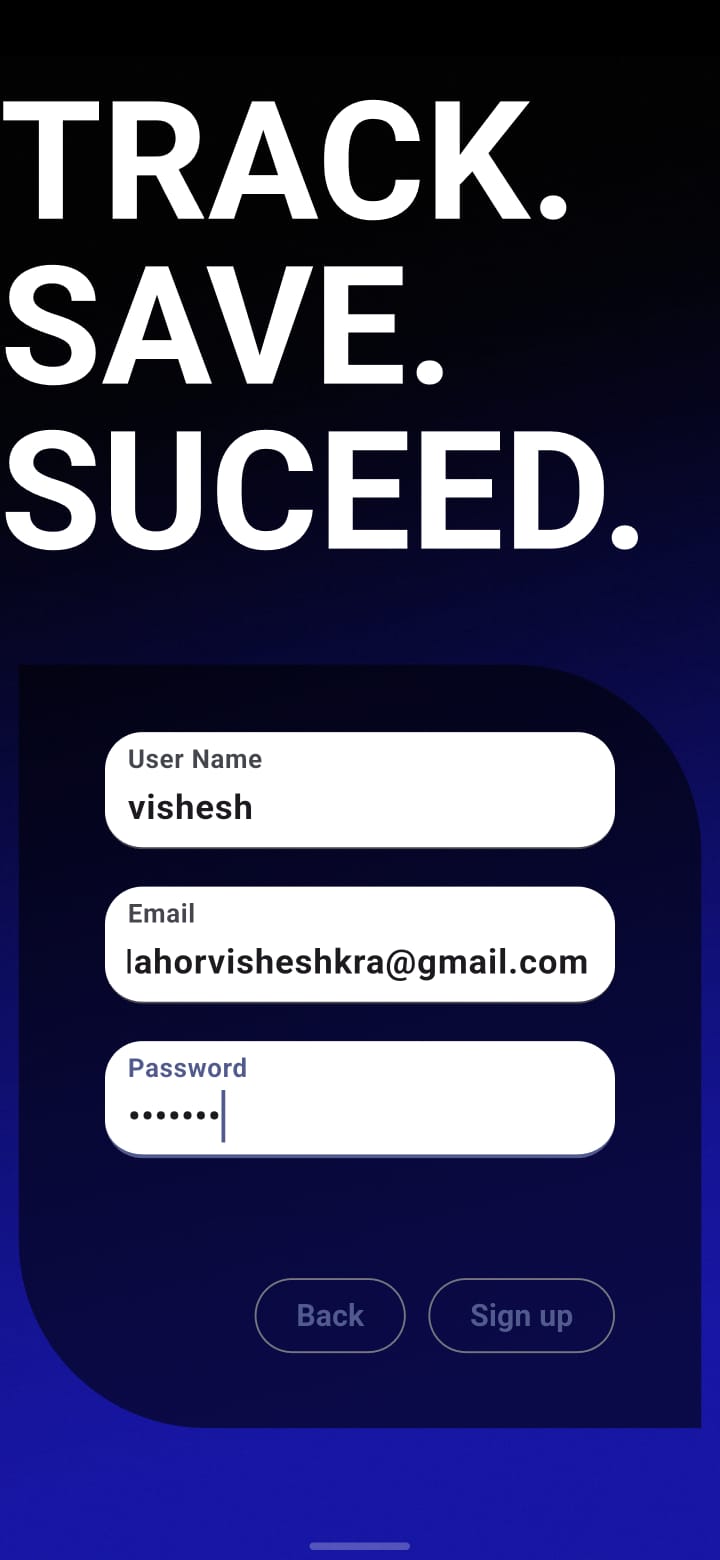 TRACK.
SAVE.
SUCEED.
User Name
vishesh
Email
lahorvisheshkra@gmail.com
Password
•••••••
Back
Sign up